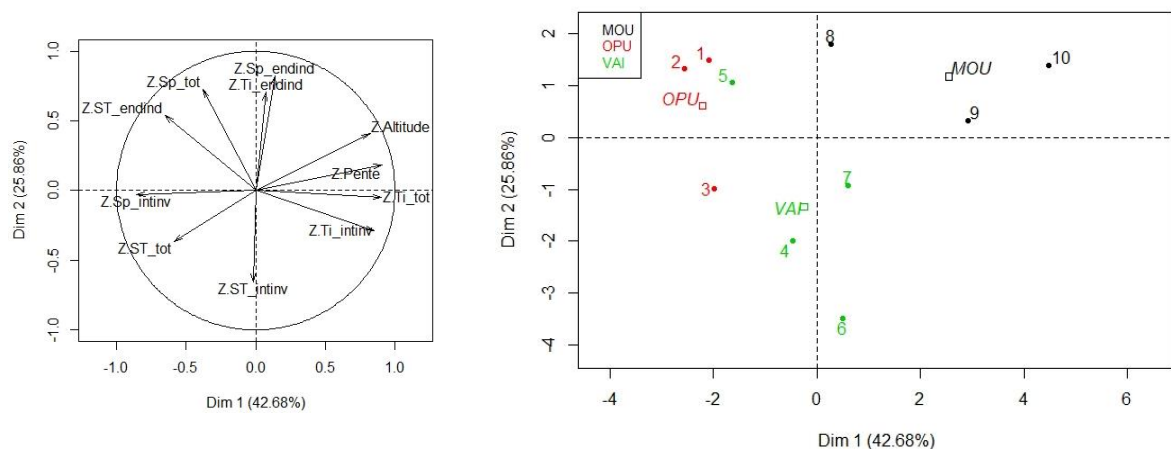 1.0
0.5
0.0
-0.5
-1.0
Dim 2 (25.86%)
Z.Sp_endind
Z.Sp_tot
Z.Ti_endind
Z.ST_endind
Z.Altitude
Z.Pente
Z.Sp_intinv
Z.Ti_tot
Z.Ti_intinv
Z.ST_tot
Z.ST_intinv
-1.0 -0.5 0.0 0.5 1.0
Dim 1 (42.68%)
2
1
0
-1
-2
-3
-4
Dim 2 (25.86%)
MOU
OPU
VAI
8
1
2
5
10
MOU
OPU
9
3
7
VAI
4
6
-4 -2 0 2 4 6
Dim 1 (42.68%)